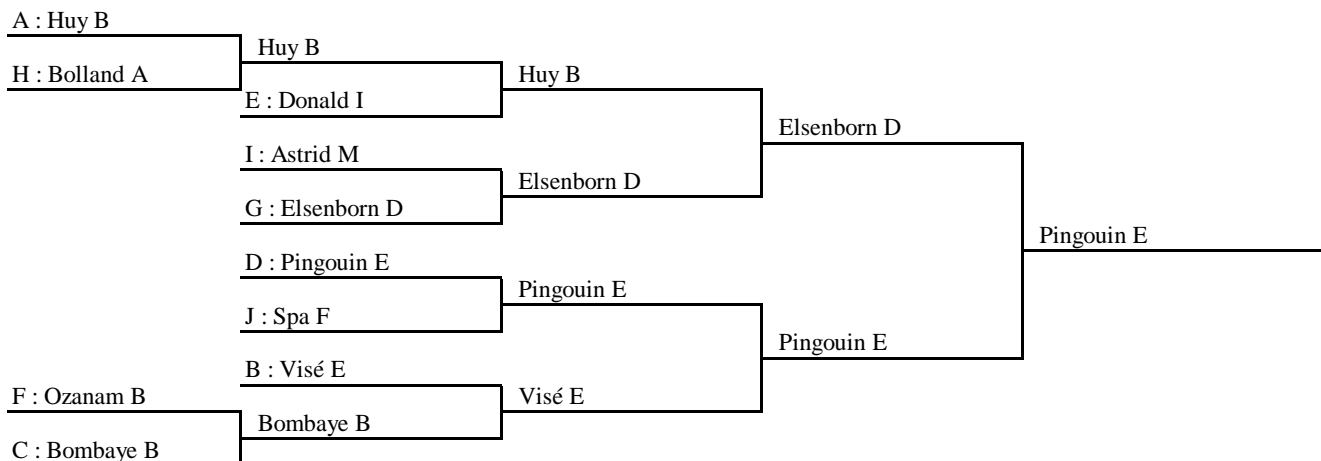 A : Huy B
Huy B
H : Bolland A
Huy B
E : Donald I
Elsenborn D
I : Astrid M
Elsenborn D
G : Elsenborn D
Pingouin E
D : Pingouin E
Pingouin E
J : Spa F
Pingouin E
B : Visé E
F : Ozanam B
Visé E
Bombaye B
C : Bombaye B